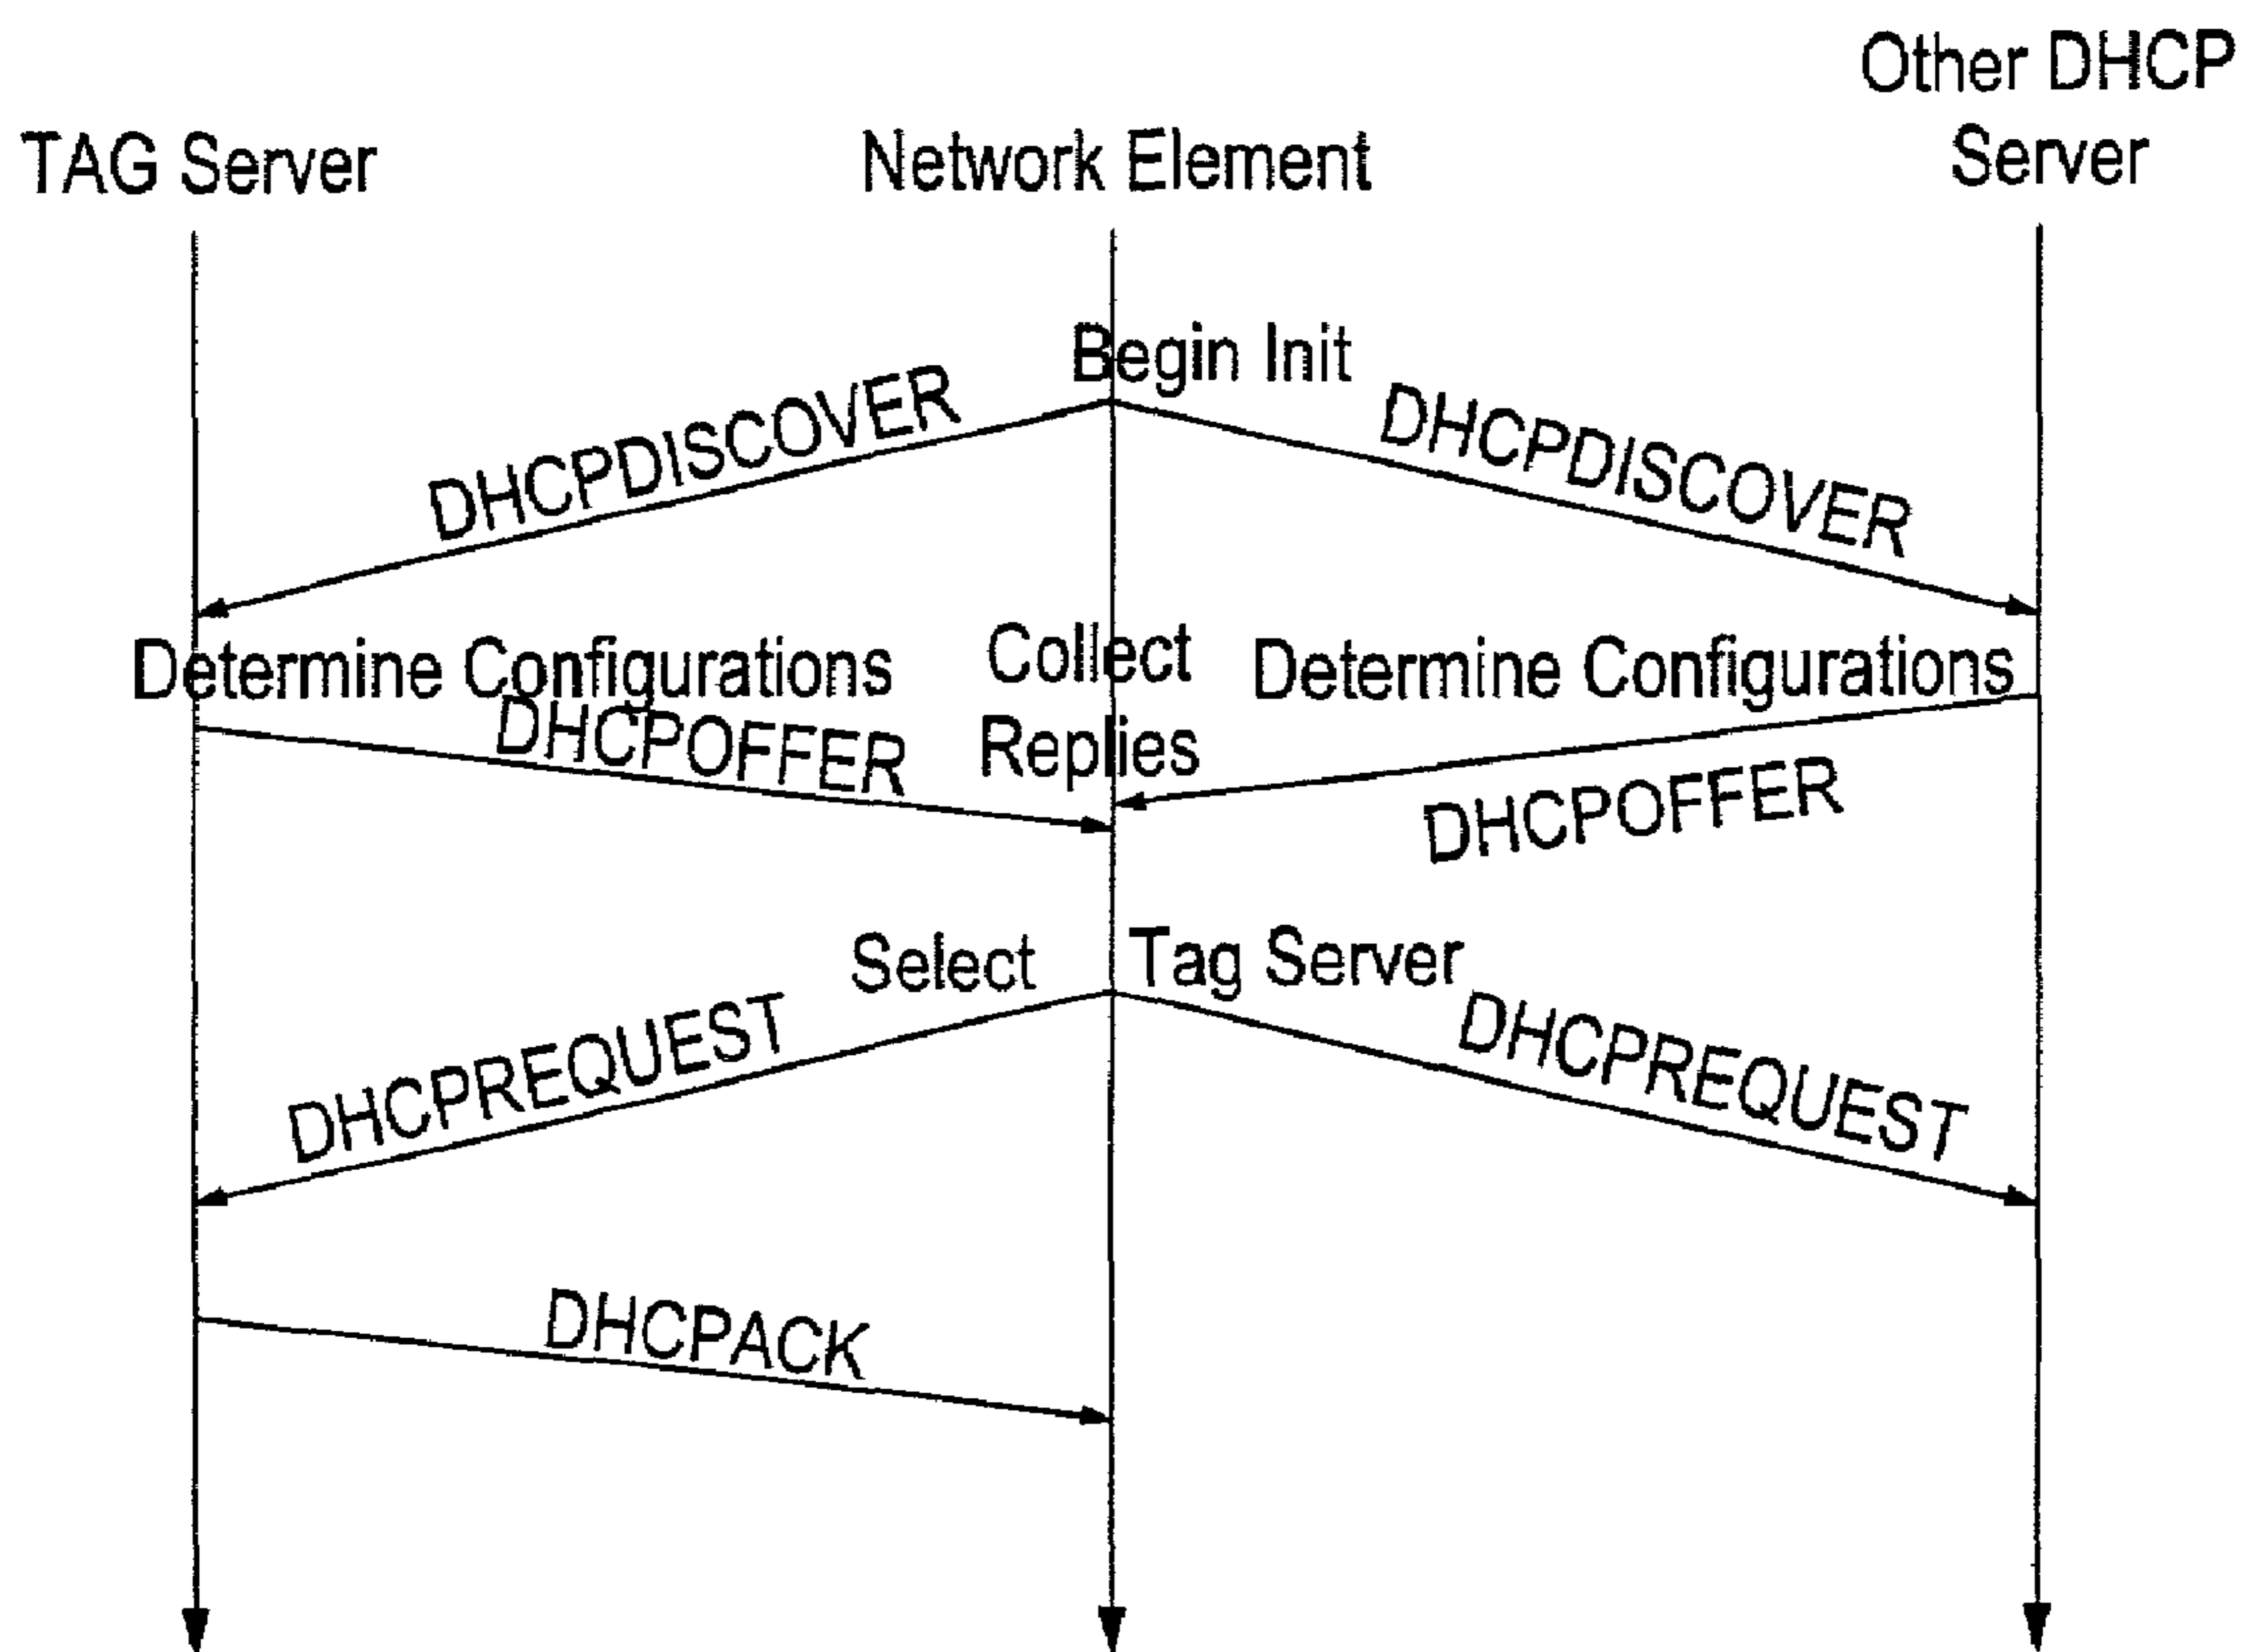 Other DHCP
Server
TAG Server
Network Element
Begin Init
DHCPDISCOVER
DHCPDISCOVER
Determine Configurations
Collect
Replies
Determine Configurations
DHCPOFFER
DHCPOFFER
Select Tag Server
DHCPREQUEST
DHCPREQUEST
DHCPACK